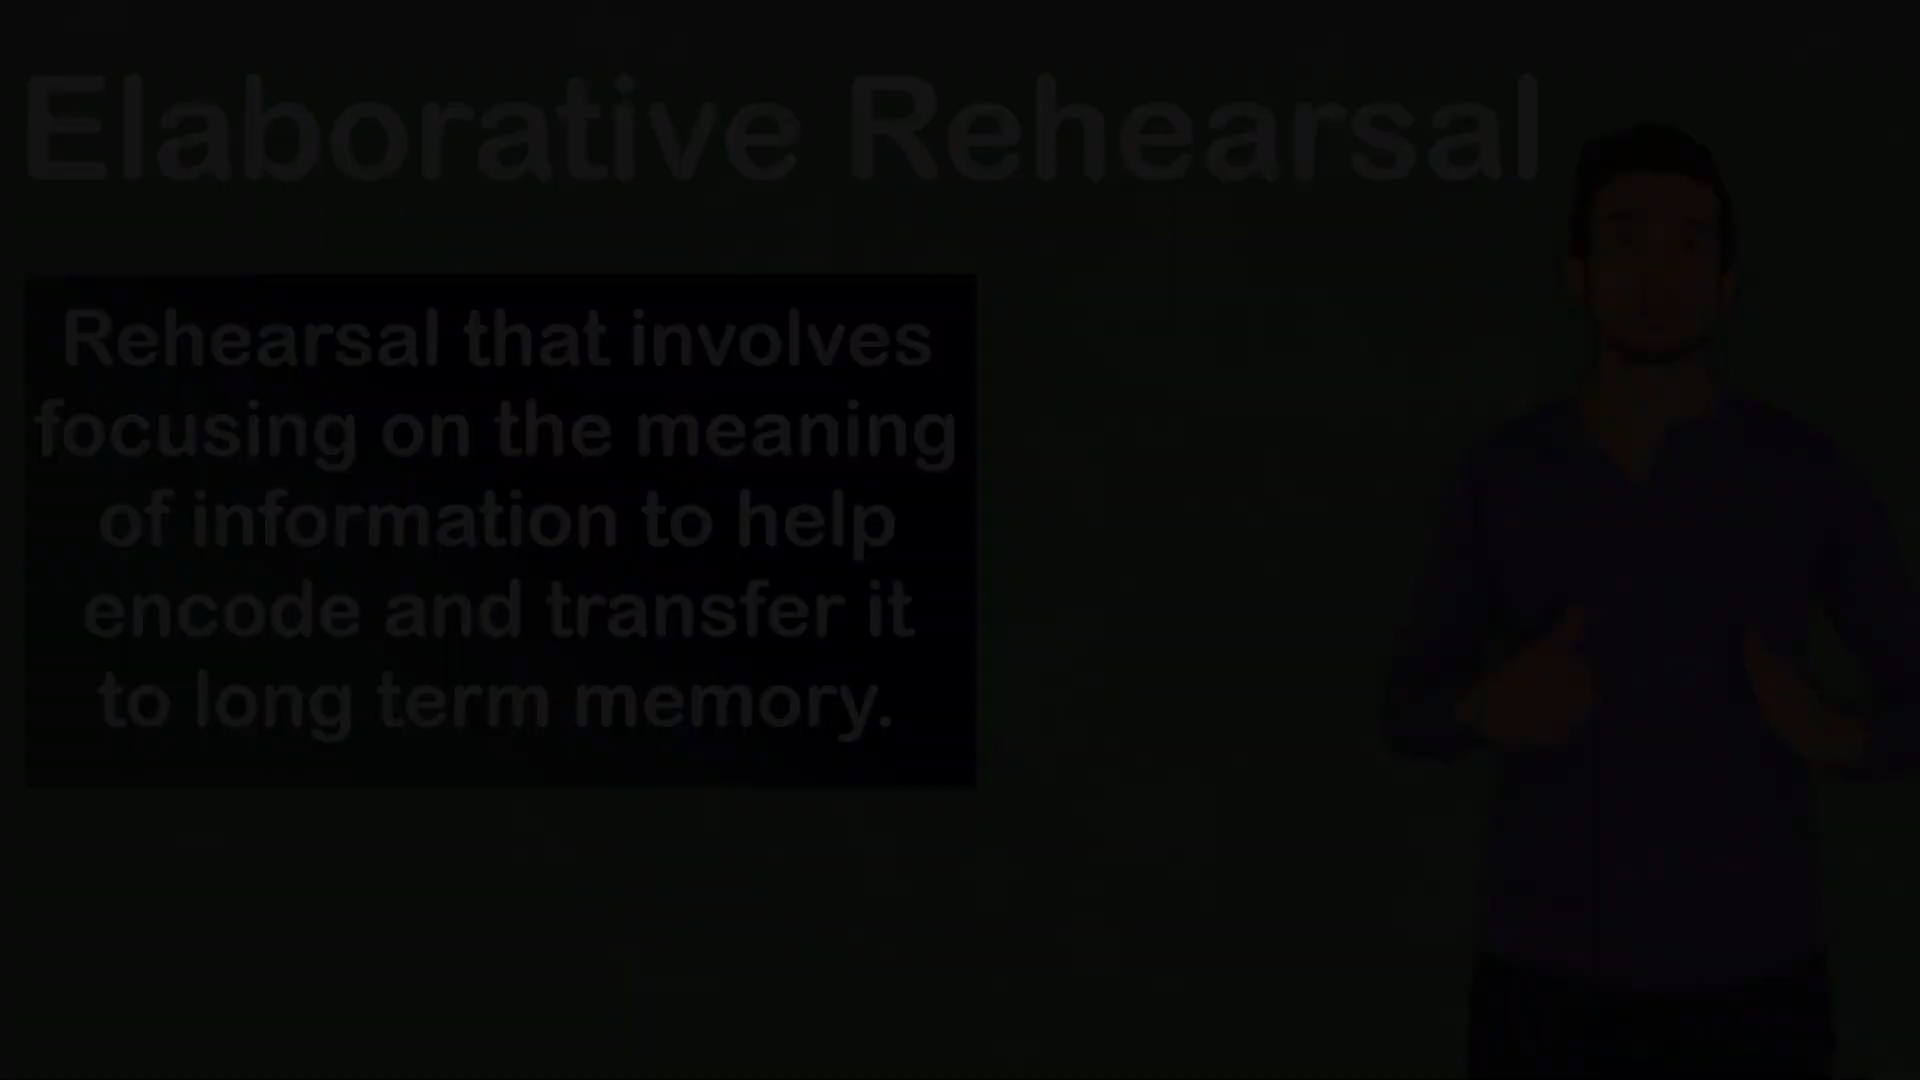 Elaborative Rehearsal
Rehearsal that involves
focusing on the meaning
of information to help
encode and transfer it
to long term memory.